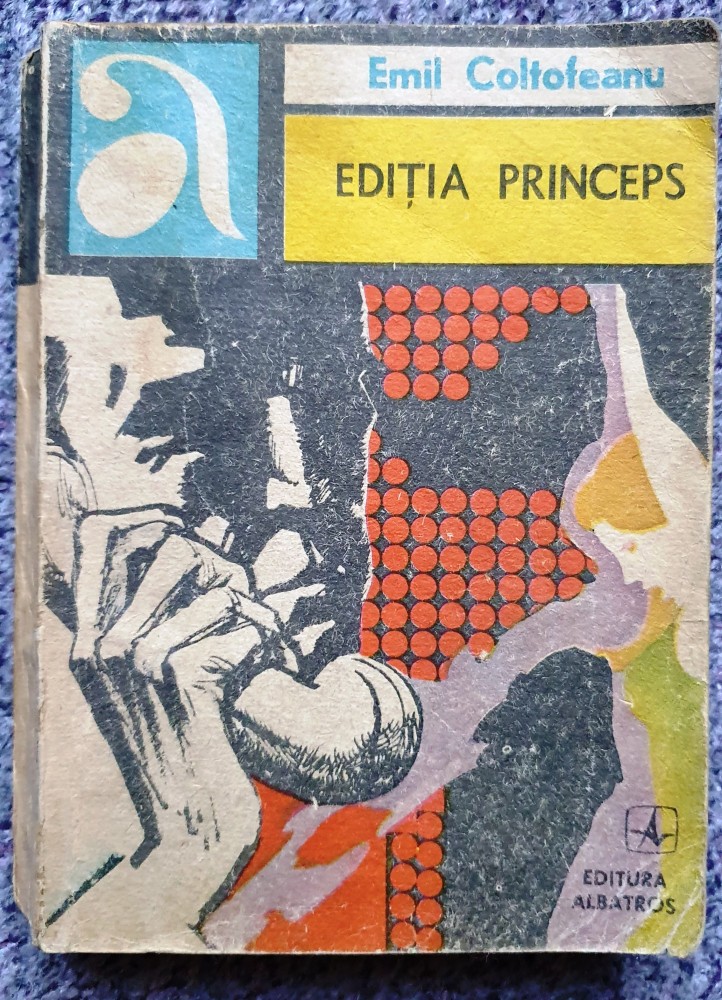 a
Emil Coltofeanu
EDIȚIA PRINCEPS
EDITURA
ALBATROS